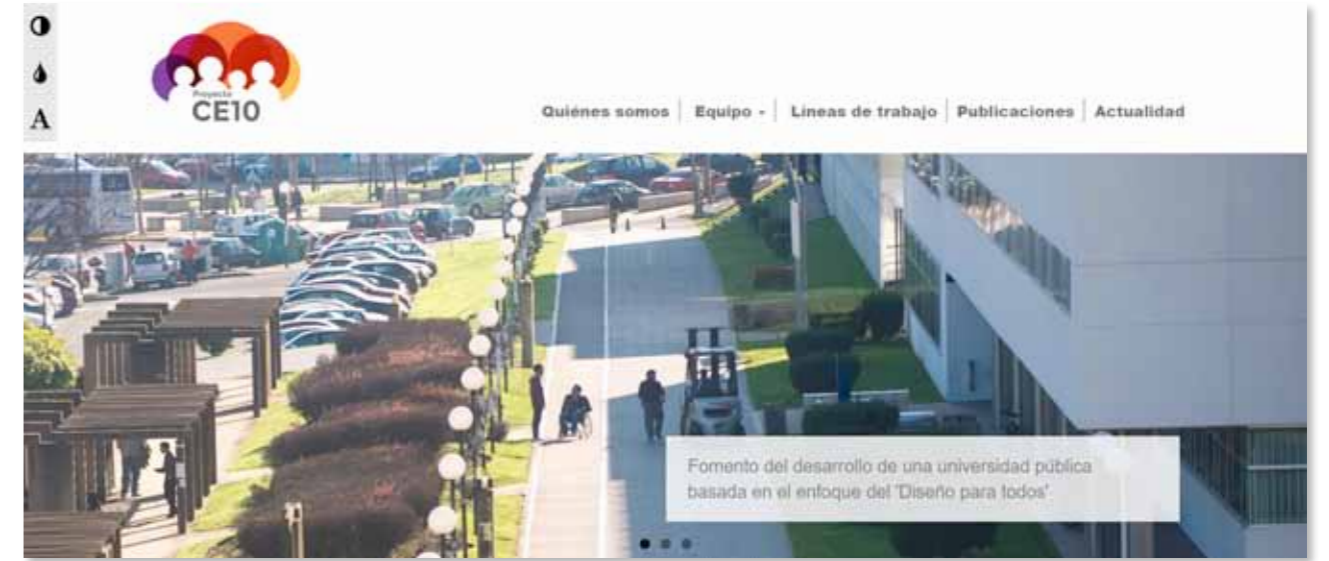 A
Proyecto
CE10
Quiénes somos
Equipo
Líneas de trabajo
Publicaciones
Actualidad
Fomento del desarrollo de una universidad pública
basada en el enfoque del 'Diseño para todos'